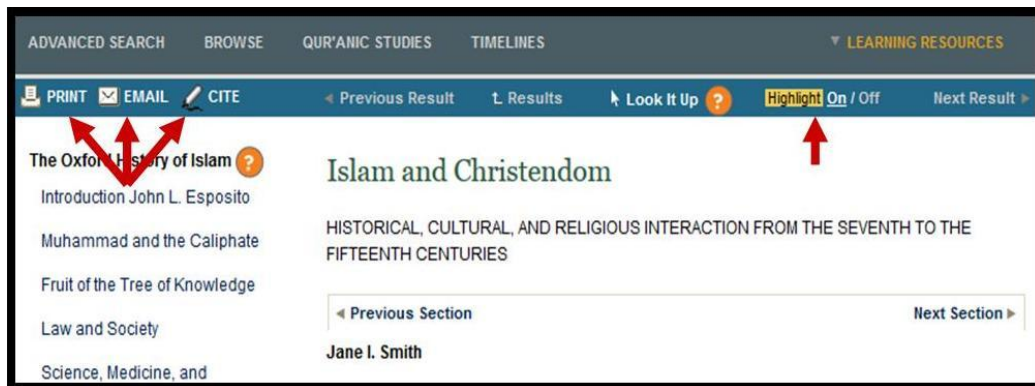 ADVANCED SEARCH BROWSE QUR'ANIC STUDIES TIMELINES ▼ LEARNING RESOURCES
PRINT EMAIL CITE ◄ Previous Result Results Look It Up ? Highlight On / Off Next Result ►
The Oxford History of Islam ?
Introduction John L. Esposito
Muhammad and the Caliphate
Fruit of the Tree of Knowledge
Law and Society
Science, Medicine, and
Islam and Christendom
HISTORICAL, CULTURAL, AND RELIGIOUS INTERACTION FROM THE SEVENTH TO THE
FIFTEENTH CENTURIES
◄ Previous Section Next Section ►
Jane I. Smith